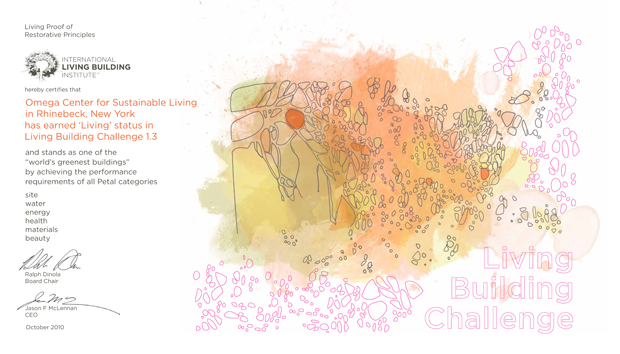 Living Proof of
Restorative Principles
INTERNATIONAL
LIVING BUILDING
INSTITUTE
hereby certifies that
Omega Center for Sustainable Living
in Rhinebeck, New York
has earned ‘Living’ status in
Living Building Challenge 1.3
and stands as one of the
“world’s greenest buildings”
by achieving the performance
requirements of all Petal categories
site
water
energy
health
materials
beauty
Ralph Dinola
Board Chair
Jason F McLennan
CEO
October 2010
Living
Building
Challenge